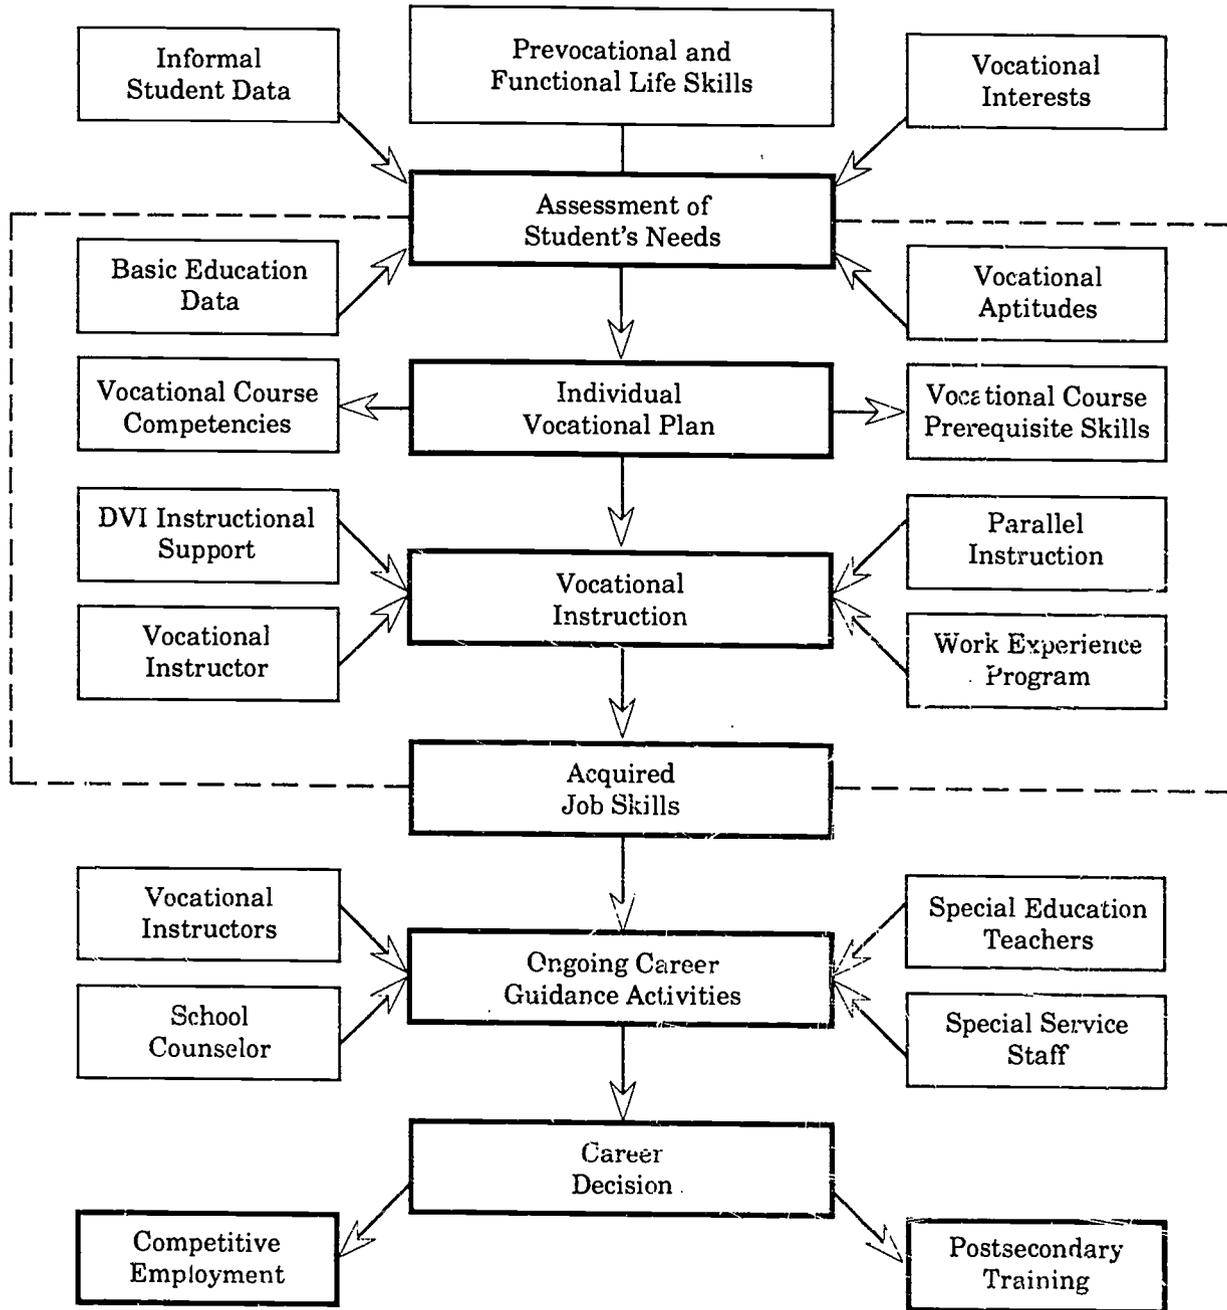 Informal
Student Data
Prevocational and
Functional Life Skills
Vocational
Interests
Assessment of
Student's Needs
Basic Education
Data
Vocational
Aptitudes
Vocational Course
Competencies
Individual
Vocational Plan
Vocational Course
Prerequisite Skills
DVI Instructional
Support
Parallel
Instruction
Vocational
Instruction
Vocational
Instructor
Work Experience
Program
Acquired
Job Skills
Vocational
Instructors
Special Education
Teachers
Ongoing Career
Guidance Activities
School
Counselor
Special Service
Staff
Career
Decision
Competitive
Employment
Postsecondary
Training